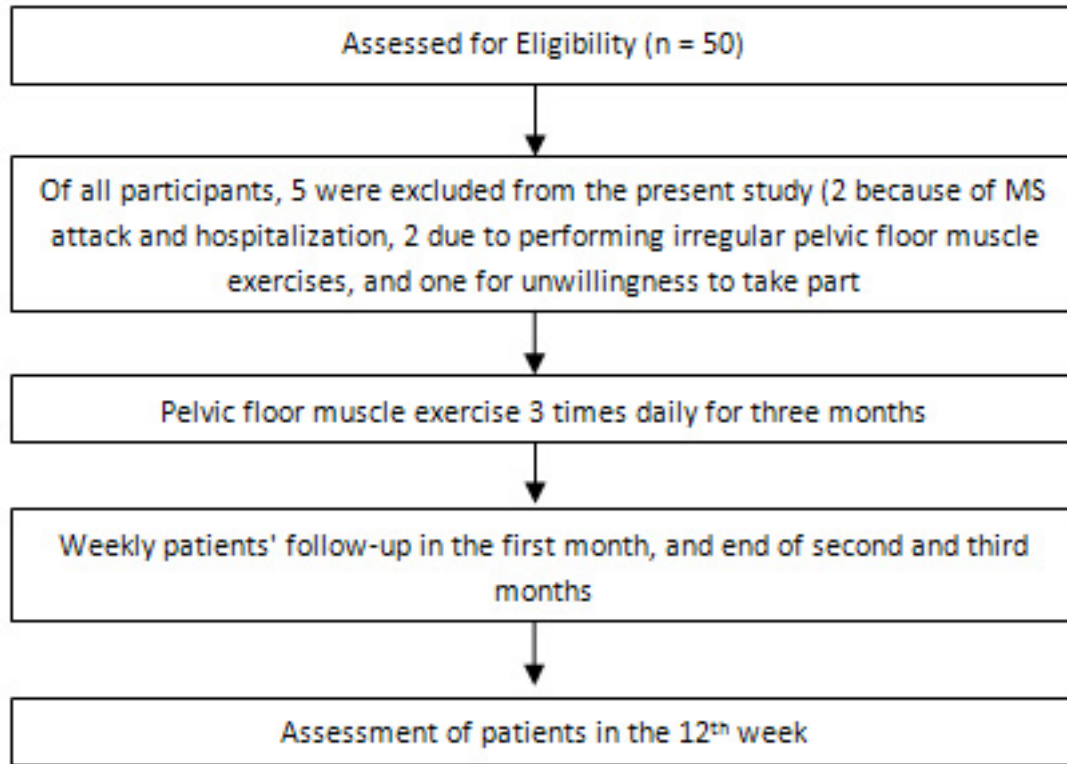 Assessed for Eligibility (n = 50)
Of all participants, 5 were excluded from the present study (2 because of MS
attack and hospitalization, 2 due to performing irregular pelvic floor muscle
exercises, and one for unwillingness to take part
Pelvic floor muscle exercise 3 times daily for three months
Weekly patients' follow-up in the first month, and end of second and third
months
Assessment of patients in the 12th week